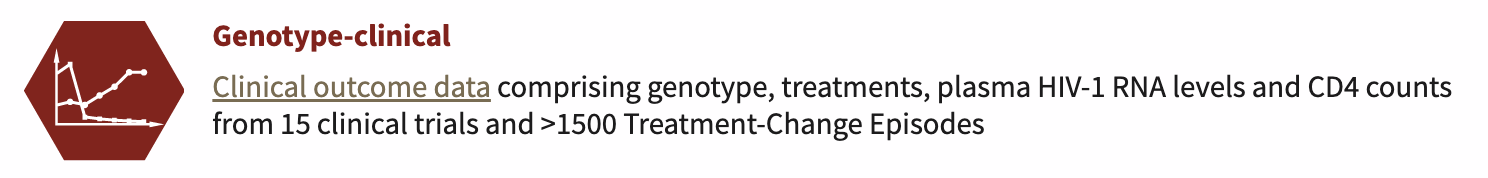 Genotype-clinical
Clinical outcome data comprising genotype, treatments, plasma HIV-1 RNA levels and CD4 counts
from 15 clinical trials and >1500 Treatment-Change Episodes